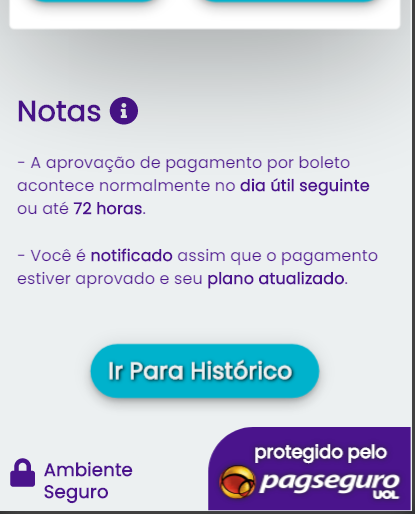 Notas
- A aprovação de pagamento por boleto
acontece normalmente no dia útil seguinte
ou até 72 horas.
- Você é notificado assim que o pagamento
estiver aprovado e seu plano atualizado.
Ir Para Histórico
Ambiente
Seguro
protegido pelo
pagseguro
UOL